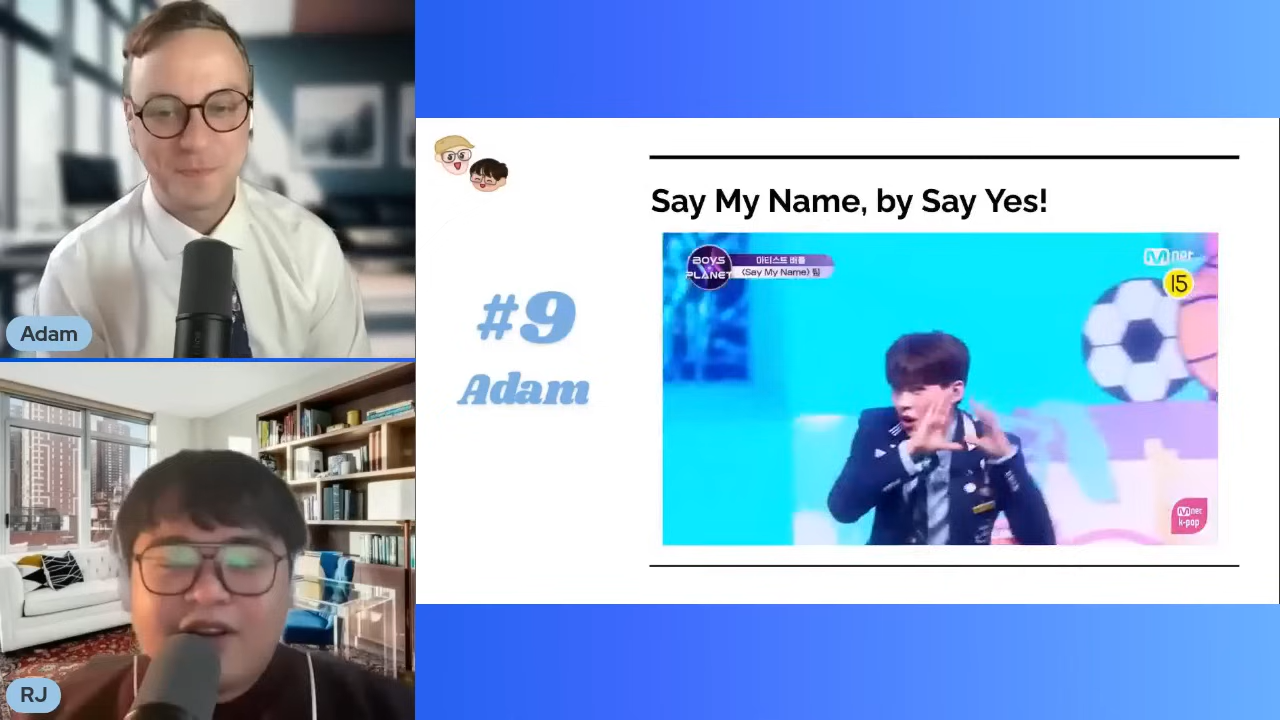 Adam
RJ
Say My Name, by Say Yes!
#9
Adam
BOYS
PLANET
아티스트 배틀
<Say My Name> 팀
Mnet
15
Mnet
k-pop